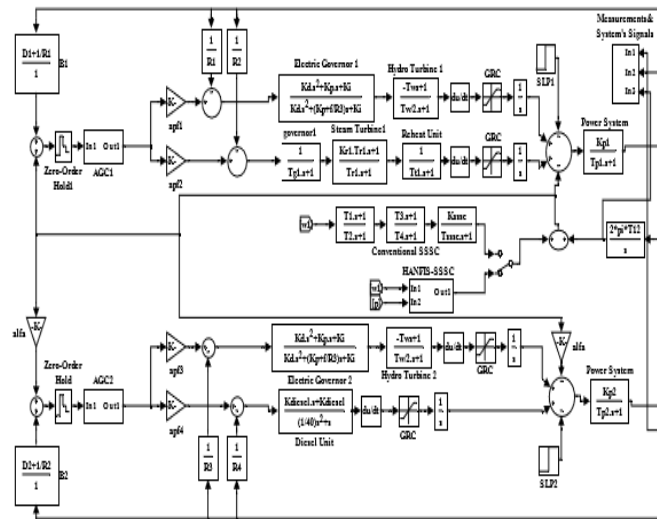 Measurements&
System's Signals
In1
In2
In3
D1+1/R1
1
B1
1
R1
1
R2
SLP1
Electric Governor 1
Hydro Turbine 1
GRC
Kd.s²+Kp.s+Ki
Kd.s²+(Kp+f/R3)s+Ki
-Tws+1
Tw/2.s+1
du/dt
1
s
-K-
apf1
Power System
Kp1
Tp1.s+1
Zero-Order
Hold1
In1 Out1
AGC1
-K-
apf2
governor1
1
Tg1.s+1
Steam Turbine1
Kr1.Tr1.s+1
Tr1.s+1
Reheat Unit
1
Tt1.s+1
du/dt
GRC
1
s
w1
T1.s+1
T2.s+1
T3.s+1
T4.s+1
Ksssc
Tsssc.s+1
Conventional SSSC
2*pi*T12
s
HANFIS-SSSC
w1
In1
In2
Out1
-K-
alfa
-K-
alfa
Zero-Order
Hold
AGC2
In1 Out1
-K-
apf3
Kd.s²+Kp.s+Ki
Kd.s²+(Kp+f/R3)s+Ki
Electric Governor 2
-Tws+1
Tw/2.s+1
Hydro Turbine 2
du/dt
GRC
1
s
Power System
Kp2
Tp2.s+1
-K-
apf4
Kdiesel.s+Kdiesel
(1/40)s²+s
Diesel Unit
du/dt
GRC
1
s
D2+1/R2
1
B2
1
R3
1
R4
SLP2